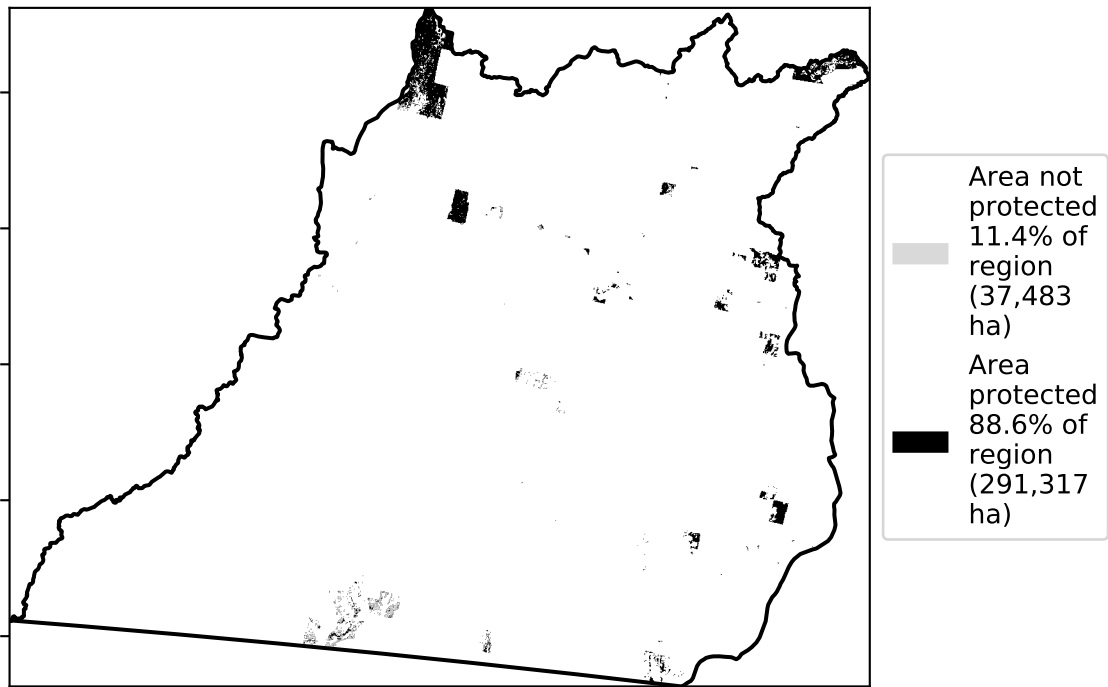 Area not
protected
11.4% of
region
(37,483
ha)
Area
protected
88.6% of
region
(291,317
ha)